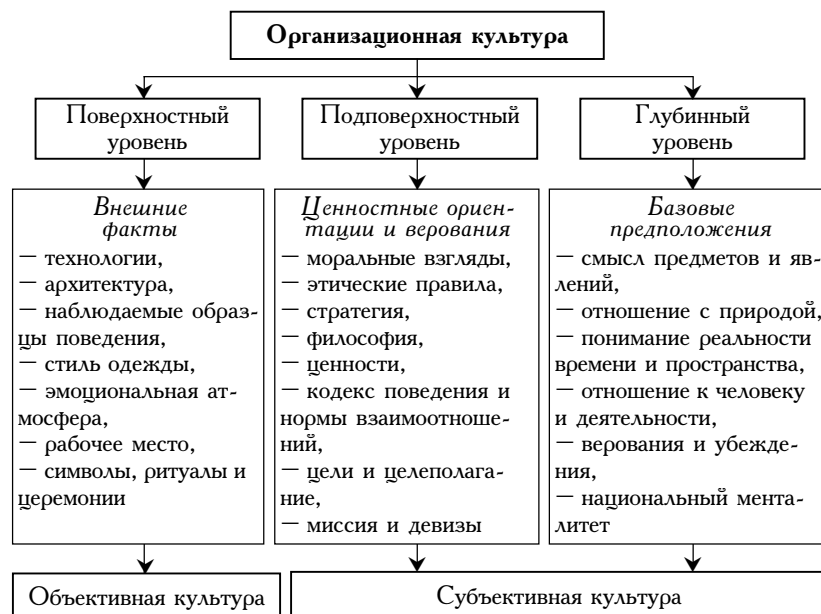 Организационная культура
Поверхностный
уровень
Подповерхностный
уровень
Глубинный
уровень
Внешние
факты
— технологии,
— архитектура,
— наблюдаемые образ-
цы поведения,
— стиль одежды,
— эмоциональная ат-
мосфера,
— рабочее место,
— символы, ритуалы и
церемонии
Ценностные ориен-
тации и верования
— моральные взгляды,
— этические правила,
— стратегия,
— философия,
— ценности,
— кодекс поведения и
нормы взаимоотноше-
ний,
— цели и целеполага-
ние,
— миссия и девизы
Базовые
предположения
— смысл предметов и яв-
лений,
— отношение с природой,
— понимание реальности
времени и пространства,
— отношение к человеку
и деятельности,
— верования и убежде-
ния,
— национальный мента-
литет
Объективная культура
Субъективная культура